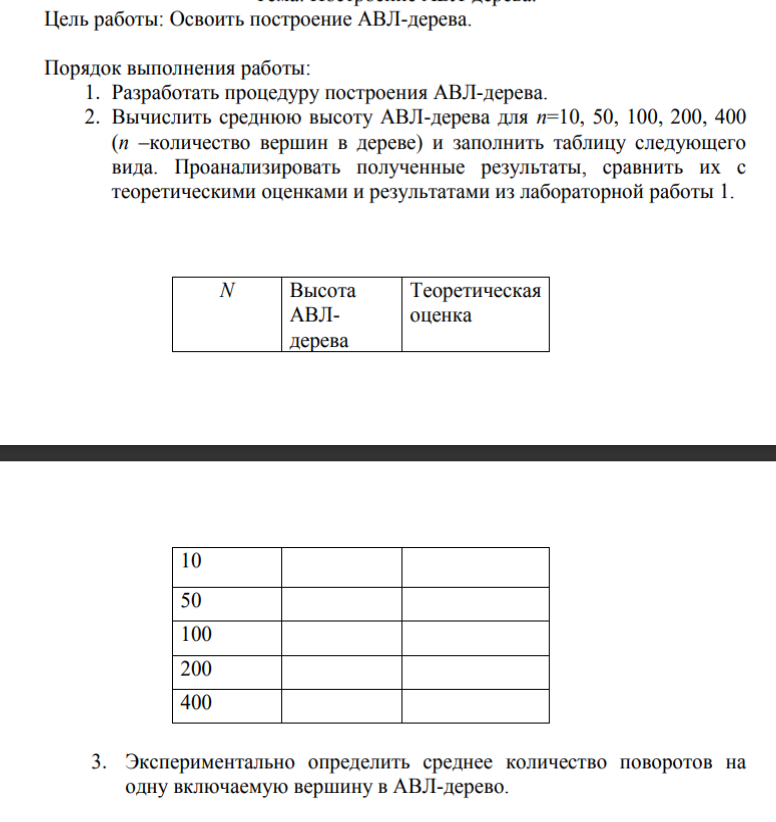 Цель работы: Освоить построение АВЛ-дерева.
Порядок выполнения работы:
1. Разработать процедуру построения АВЛ-дерева.
2. Вычислить среднюю высоту АВЛ-дерева для n=10, 50, 100, 200, 400
(n –количество вершин в дереве) и заполнить таблицу следующего
вида. Проанализировать полученные результаты, сравнить их с
теоретическими оценками и результатами из лабораторной работы 1.
N
Высота
АВЛ-
дерева
Теоретическая
оценка
10
50
100
200
400
3. Экспериментально определить среднее количество поворотов на
одну включаемую вершину в АВЛ-дерево.